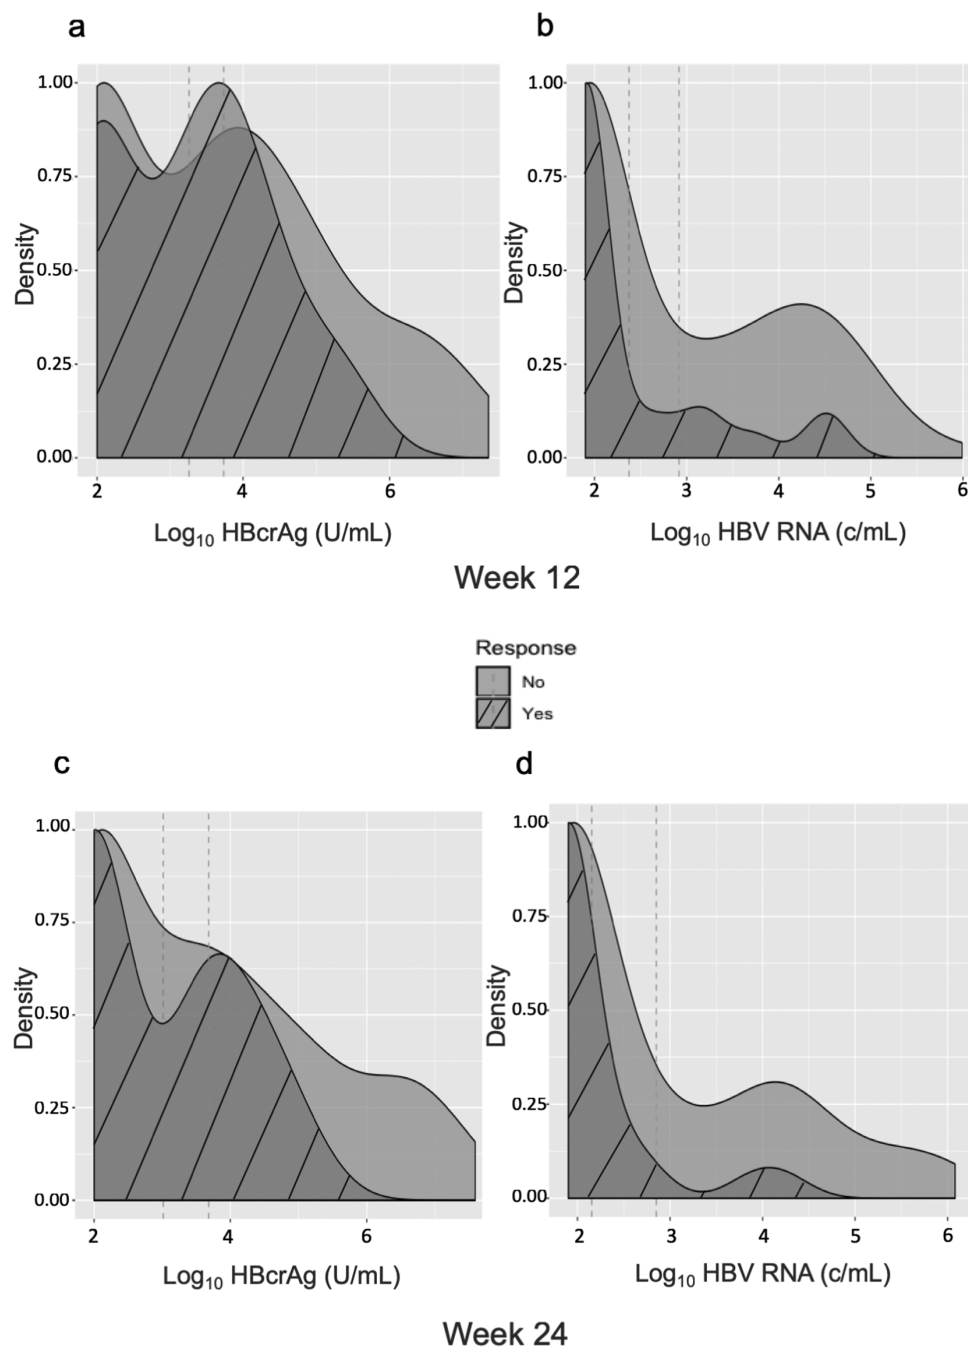 a
b
1.00
0.75
0.50
0.25
0.00
Density
2 4 6
Log10 HBcrAg (U/mL)
1.00
0.75
0.50
0.25
0.00
Density
2 3 4 5 6
Log10 HBV RNA (c/mL)
Week 12
Response
No
Yes
c
d
1.00
0.75
0.50
0.25
0.00
Density
2 4 6
Log10 HBcrAg (U/mL)
1.00
0.75
0.50
0.25
0.00
Density
2 3 4 5 6
Log10 HBV RNA (c/mL)
Week 24